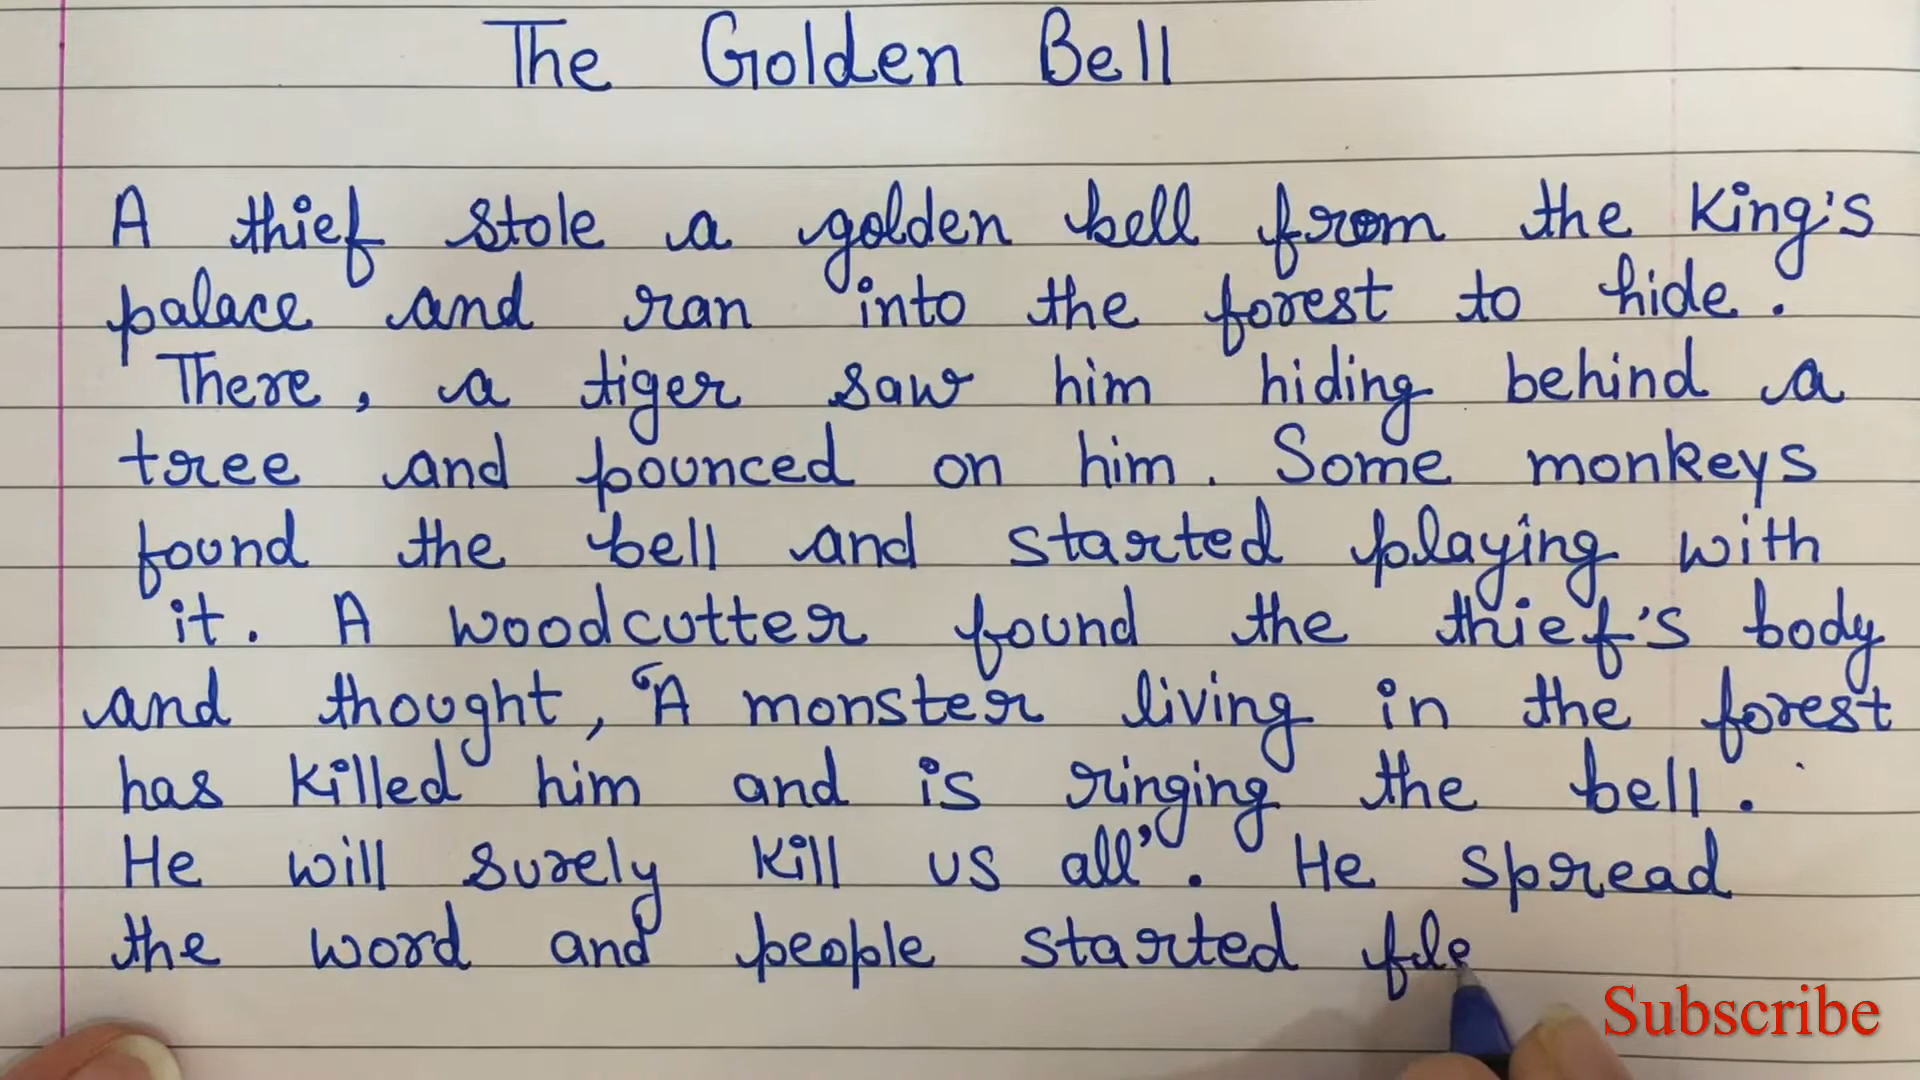 The Golden Bell
A thief stole a golden bell from the King's
palace and ran into the forest to hide.
There, a tiger saw him hiding behind a
tree and pounced on him. Some monkeys
found the bell and started playing with
it. A woodcutter found the thief's body
and thought, “A monster living in the forest
has killed him and is ringing the bell.
He will surely kill us all”. He spread
the word and people started fle
Subscribe